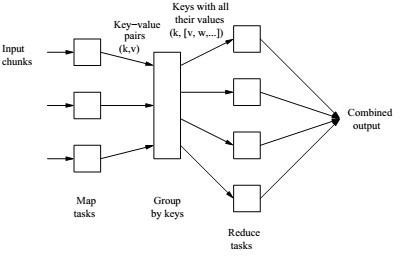 Input
chunks
Key−value
pairs
(k,v)
Keys with all
their values
(k, [v, w,...])
Combined
output
Map
tasks
Group
by keys
Reduce
tasks